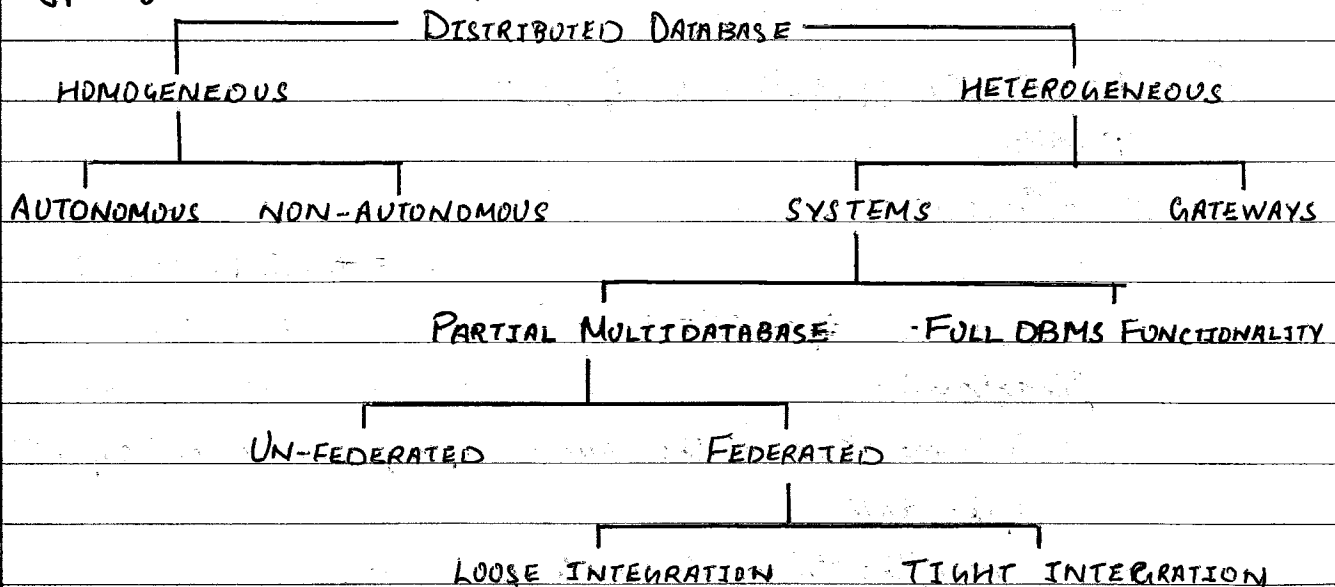 DISTRIBUTED DATABASE
HOMOGENEOUS HETEROGENEOUS
AUTONOMOUS NON-AUTONOMOUS SYSTEMS GATEWAYS
PARTIAL MULTIDATABASE FULL DBMS FUNCTIONALITY
UN-FEDERATED FEDERATED
LOOSE INTEGRATION TIGHT INTEGRATION